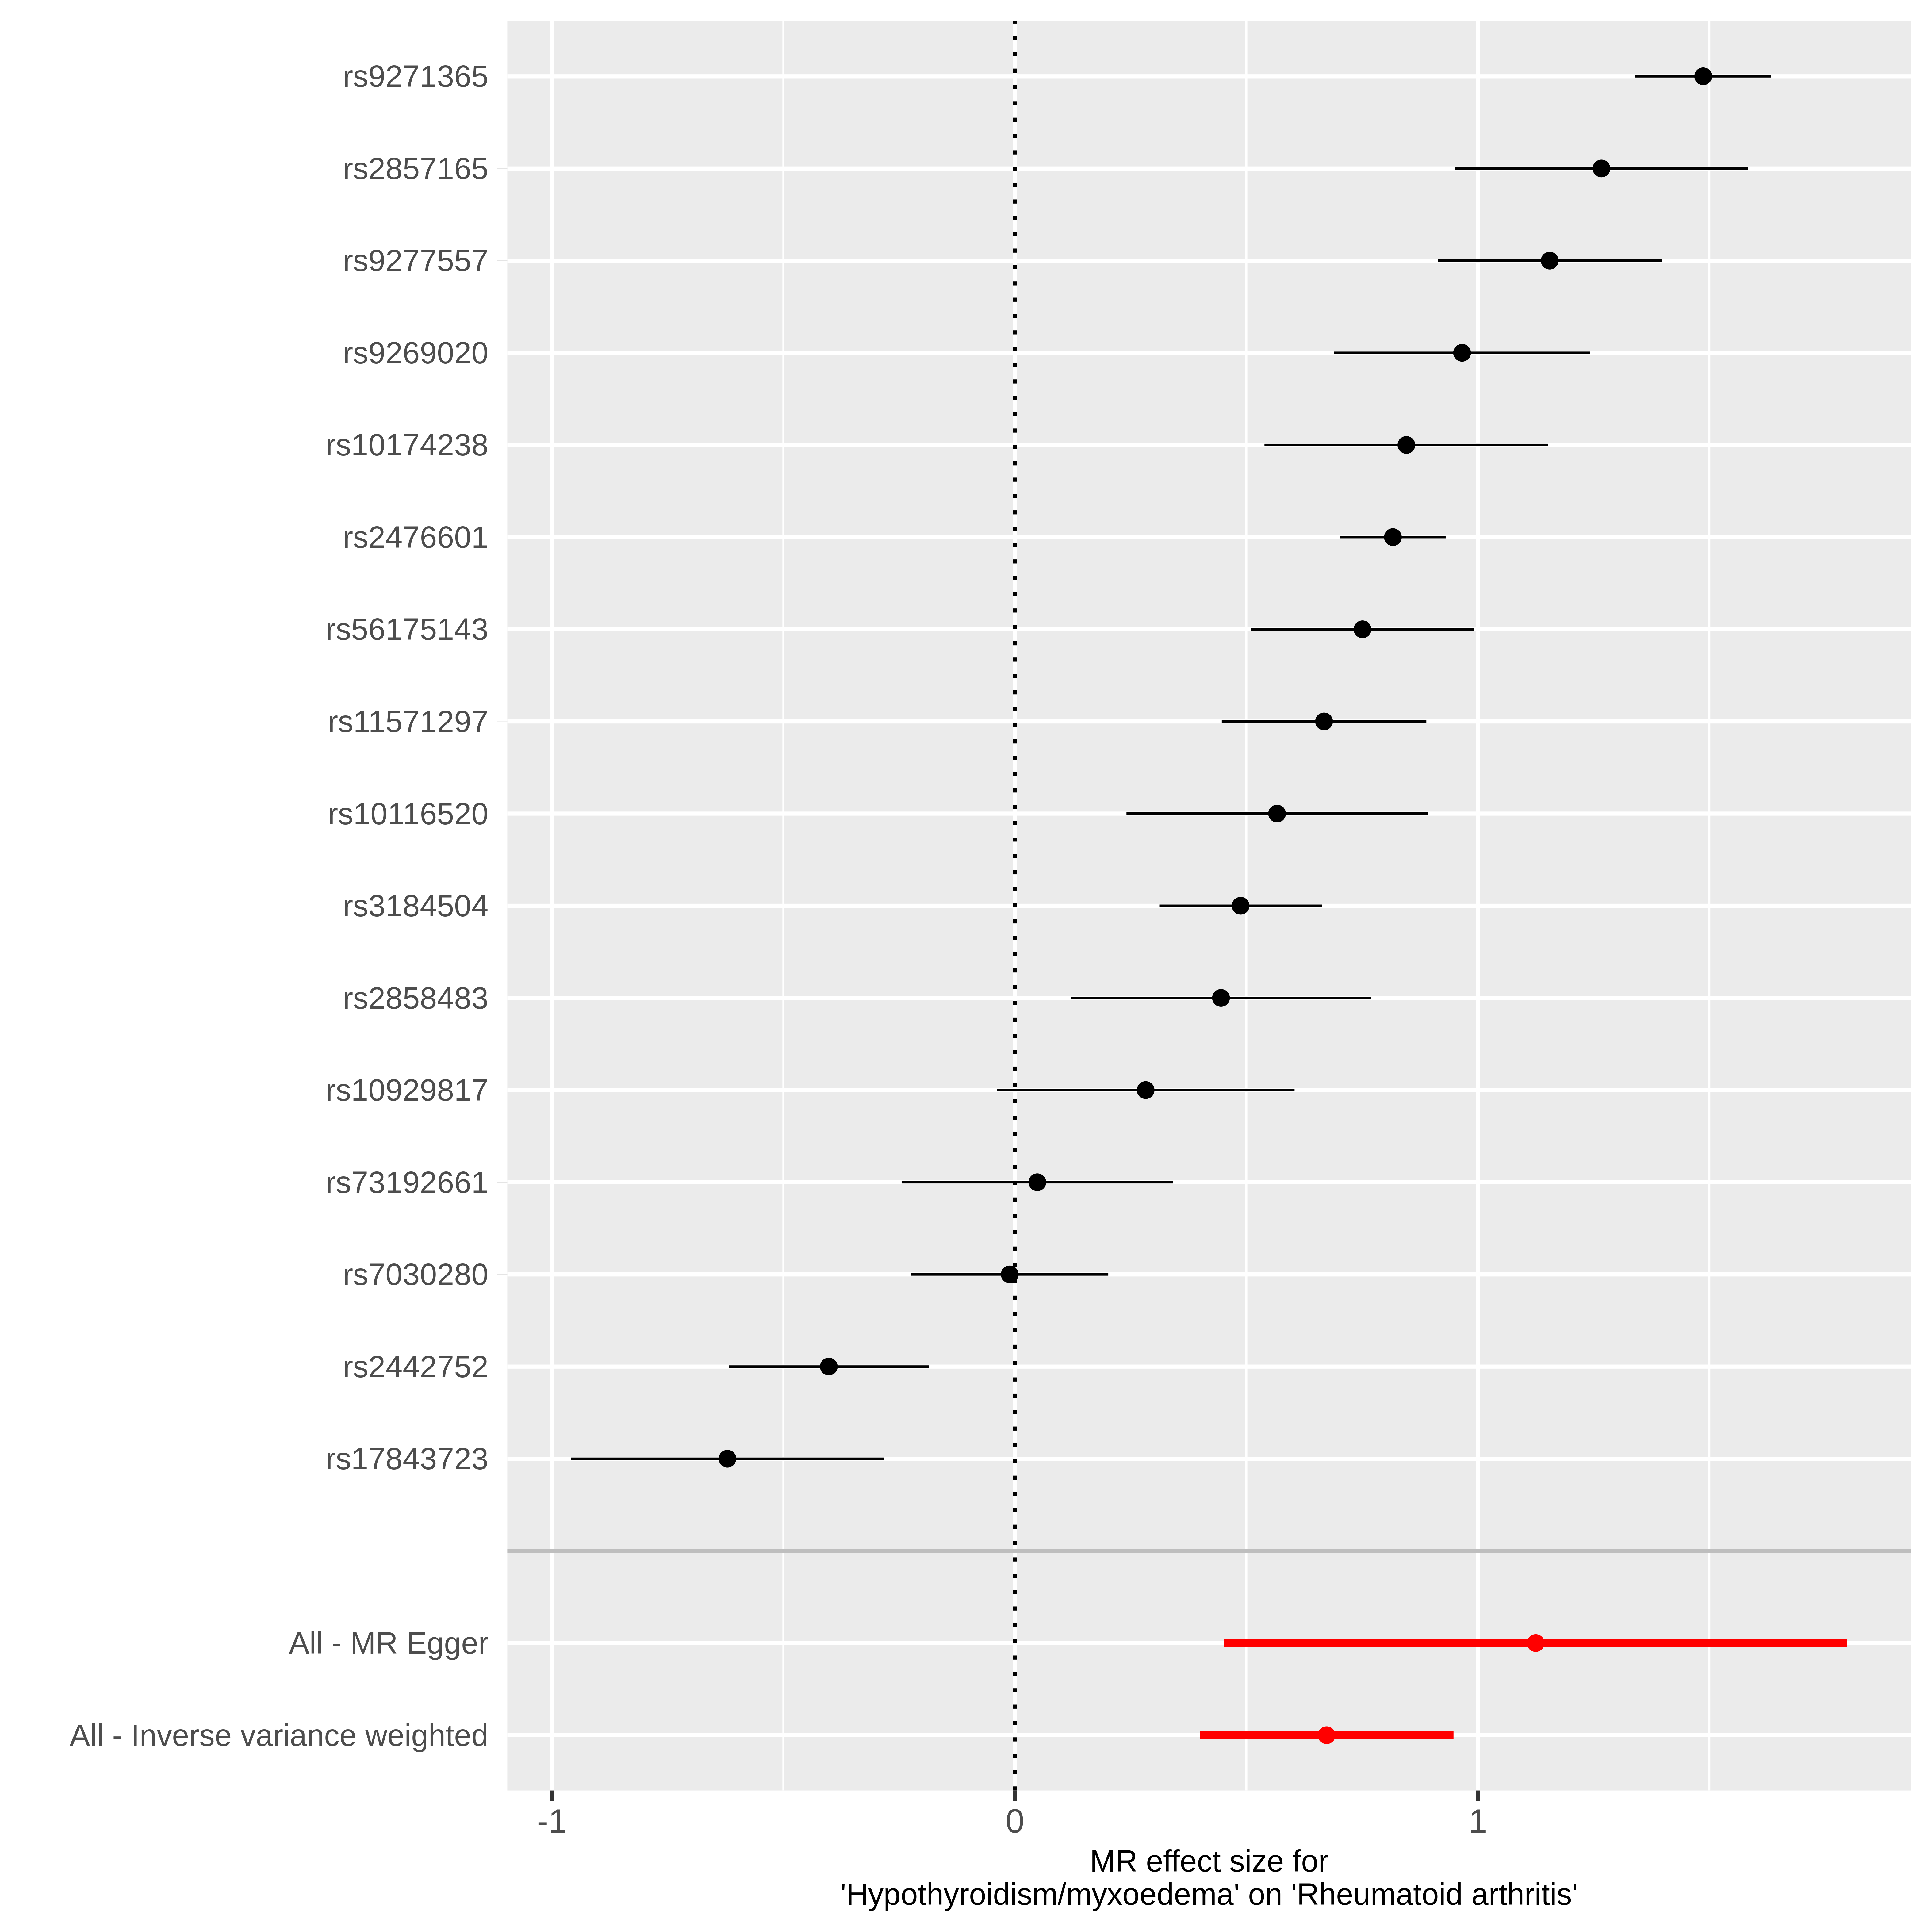 rs9271365
rs2857165
rs9277557
rs9269020
rs10174238
rs2476601
rs56175143
rs11571297
rs10116520
rs3184504
rs2858483
rs10929817
rs73192661
rs7030280
rs2442752
rs17843723
All - MR Egger
All - Inverse variance weighted
-1 0 1
MR effect size for
'Hypothyroidism/myxoedema' on 'Rheumatoid arthritis'